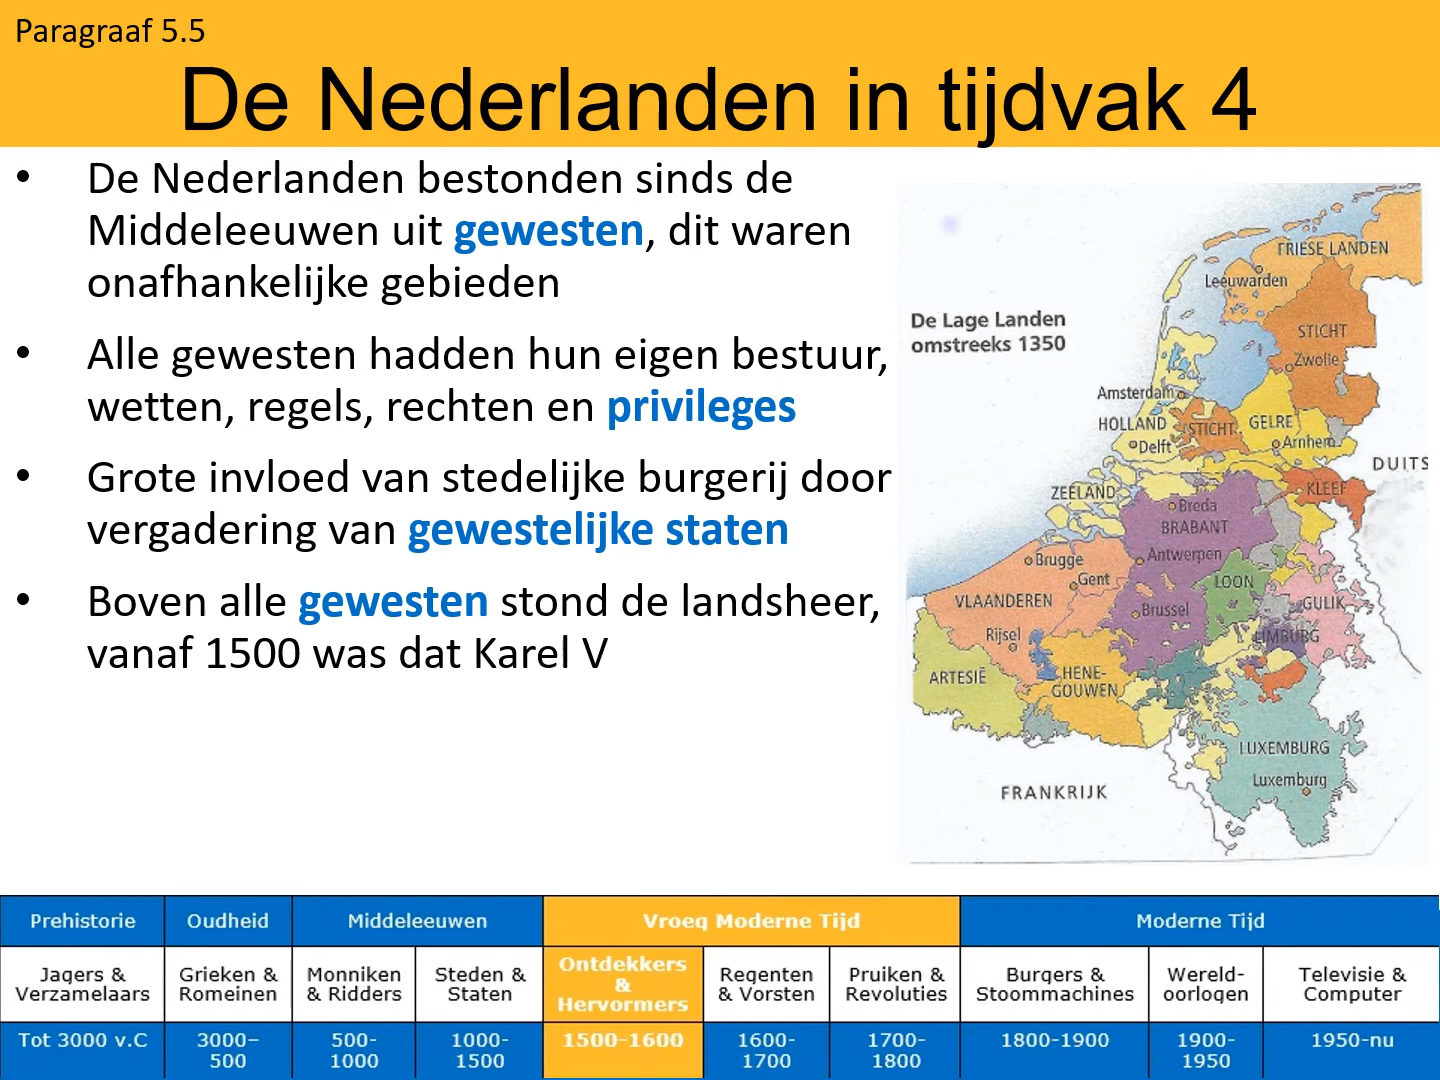 Paragraaf 5.5
De Nederlanden in tijdvak 4
• De Nederlanden bestonden sinds de
Middeleeuwen uit gewesten, dit waren
onafhankelijke gebieden
• Alle gewesten hadden hun eigen bestuur,
wetten, regels, rechten en privileges
• Grote invloed van stedelijke burgerij door
vergadering van gewestelijke staten
• Boven alle gewesten stond de landsheer,
vanaf 1500 was dat Karel V
De Lage Landen
omstreeks 1350
FRIESE LANDEN
Leeuwarden
STICHT
Zwolle
Amsterdam
HOLLAND
STICHT
GELRE
Delft
Arnhem
DUITS
ZEELAND
KLEEF
Breda
BRABANT
Brugge
Antwerpen
Gent
LOON
VLAANDEREN
Brussel
GULIK
Rijsel
LIMBURG
ARTESIË
HENE-
GOUWEN
LUXEMBURG
Luxemburg
FRANKRIJK
Prehistorie Oudheid Middeleeuwen Vroeg Moderne Tijd Moderne Tijd
Jagers &
Verzamelaars
Grieken &
Romeinen
Monniken
& Ridders
Steden &
Staten
Ontdekkers
&
Hervormers
Regenten
& Vorsten
Pruiken &
Revoluties
Burgers &
Stoommachines
Wereld-
oorlogen
Televisie &
Computer
Tot 3000 v.C
3000–
500
500-
1000
1000-
1500
1500-1600
1600-
1700
1700-
1800
1800-1900
1900-
1950
1950-nu